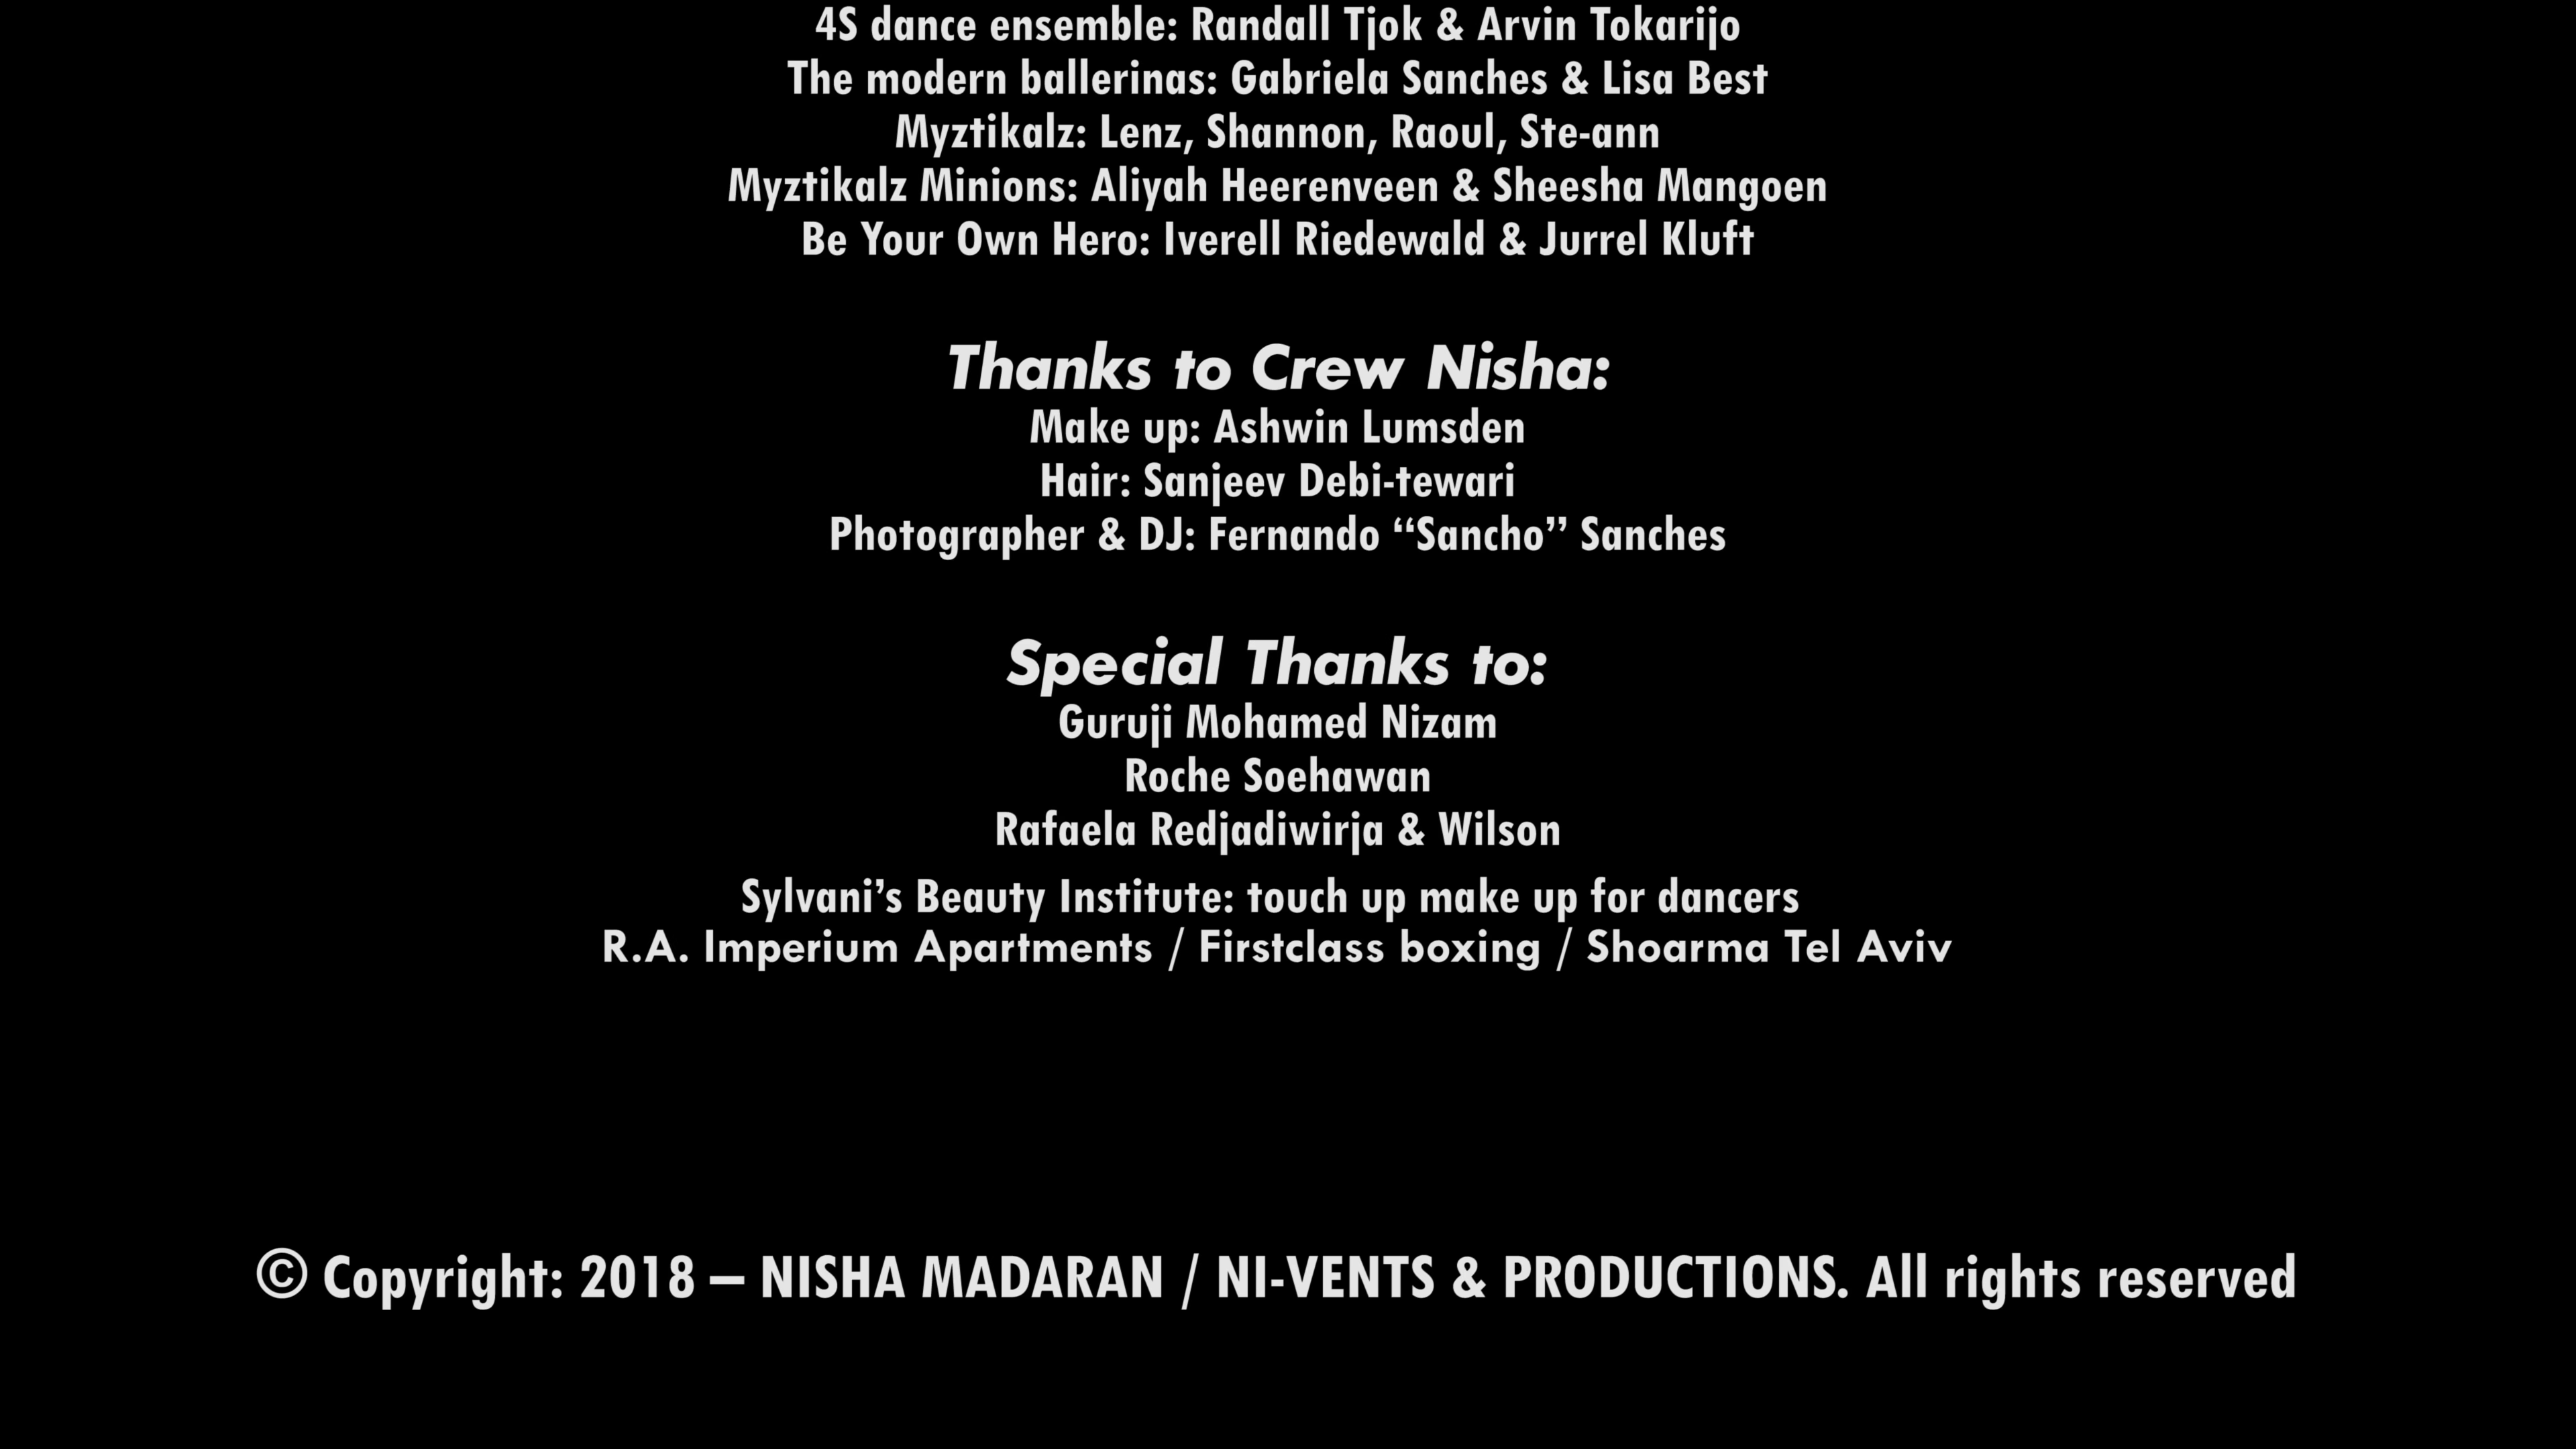 4S dance ensemble: Randall Tjok & Arvin Tokarijo
The modern ballerinas: Gabriela Sanches & Lisa Best
Myztikalz: Lenz, Shannon, Raoul, Ste-ann
Myztikalz Minions: Aliyah Heerenveen & Sheesha Mangoen
Be Your Own Hero: Iverell Riedewald & Jurrel Kluft
Thanks to Crew Nisha:
Make up: Ashwin Lumsden
Hair: Sanjeev Debi-tewari
Photographer & DJ: Fernando “Sancho” Sanches
Special Thanks to:
Guruji Mohamed Nizam
Roche Soehawan
Rafaela Redjadiwirja & Wilson
Sylvani’s Beauty Institute: touch up make up for dancers
R.A. Imperium Apartments / Firstclass boxing / Shoarma Tel Aviv
© Copyright: 2018 – NISHA MADARAN / NI-VENTS & PRODUCTIONS. All rights reserved